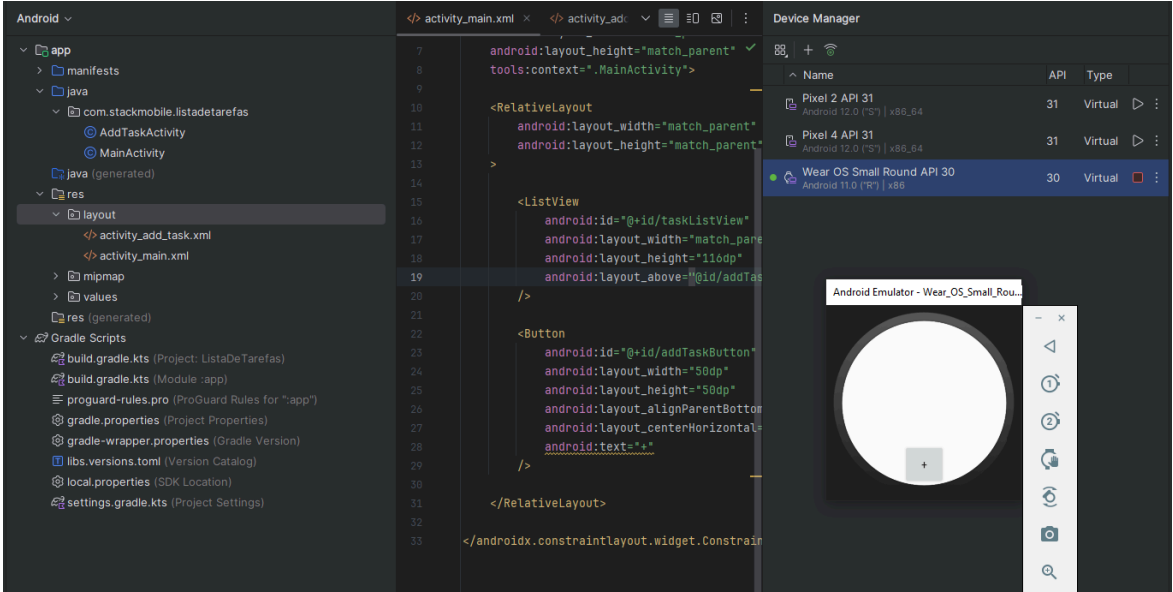 Android
app
manifests
java
com.stackmobile.listadetarefas
AddTaskActivity
MainActivity
java (generated)
res
layout
activity_add_task.xml
activity_main.xml
mipmap
values
res (generated)
Gradle Scripts
build.gradle.kts (Project: ListaDeTarefas)
build.gradle.kts (Module :app)
proguard-rules.pro (ProGuard Rules for ":app")
gradle.properties (Project Properties)
gradle-wrapper.properties (Gradle Version)
libs.versions.toml (Version Catalog)
local.properties (SDK Location)
settings.gradle.kts (Project Settings)
</> activity_main.xml ×
</> activity_add
7 android:layout_height="match_parent"
8 tools:context=".MainActivity">
9
10 <RelativeLayout
11 android:layout_width="match_parent"
12 android:layout_height="match_parent"
13 >
14
15 <ListView
16 android:id="@+id/taskListView"
17 android:layout_width="match_pare
18 android:layout_height="116dp"
19 android:layout_above="@id/addTas
20 />
21
22 <Button
23 android:id="@+id/addTaskButton"
24 android:layout_width="50dp"
25 android:layout_height="50dp"
26 android:layout_alignParentBottom
27 android:layout_centerHorizontal=
28 android:text="+"
29 />
30
31 </RelativeLayout>
32
33 </androidx.constraintlayout.widget.Constrain
Device Manager
Name API Type
Pixel 2 API 31 31 Virtual
Android 12.0 ("S") | x86_64
Pixel 4 API 31 31 Virtual
Android 12.0 ("S") | x86_64
Wear OS Small Round API 30 30 Virtual
Android 11.0 ("R") | x86
Android Emulator - Wear_OS_Small_Rou...
+
1
2